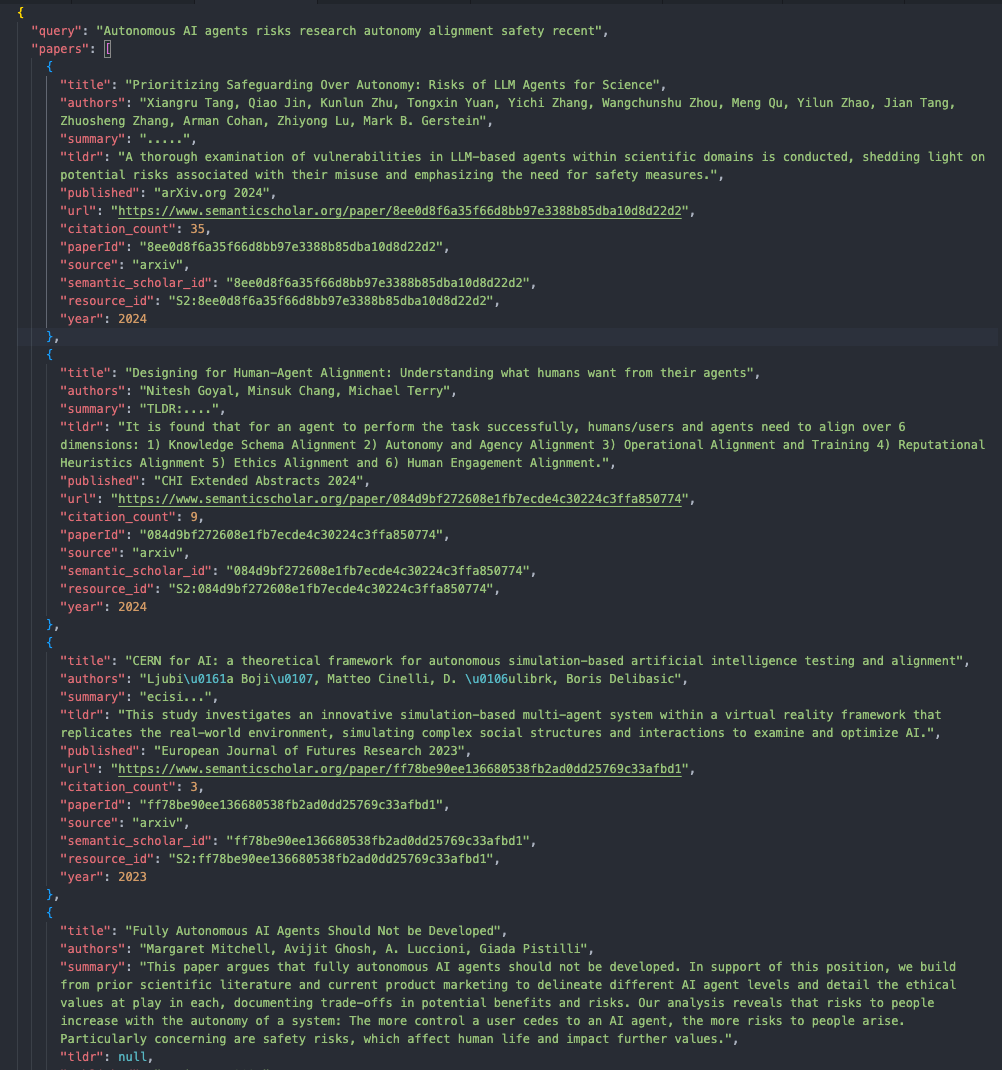 {
"query": "Autonomous AI agents risks research autonomy alignment safety recent",
"papers": [
{
"title": "Prioritizing Safeguarding Over Autonomy: Risks of LLM Agents for Science",
"authors": "Xiangru Tang, Qiao Jin, Kunlun Zhu, Tongxin Yuan, Yichi Zhang, Wangchunshu Zhou, Meng Qu, Yilun Zhao, Jian Tang,
Zhuosheng Zhang, Arman Cohan, Zhiyong Lu, Mark B. Gerstein",
"summary": ".....",
"tldr": "A thorough examination of vulnerabilities in LLM-based agents within scientific domains is conducted, shedding light on
potential risks associated with their misuse and emphasizing the need for safety measures.",
"published": "arXiv.org 2024",
"url": "https://www.semanticscholar.org/paper/8ee0d8f6a35f66d8bb97e3388b85dba10d8d22d2",
"citation_count": 35,
"paperId": "8ee0d8f6a35f66d8bb97e3388b85dba10d8d22d2",
"source": "arxiv",
"semantic_scholar_id": "8ee0d8f6a35f66d8bb97e3388b85dba10d8d22d2",
"resource_id": "S2:8ee0d8f6a35f66d8bb97e3388b85dba10d8d22d2",
"year": 2024
},
{
"title": "Designing for Human-Agent Alignment: Understanding what humans want from their agents",
"authors": "Nitesh Goyal, Minsuk Chang, Michael Terry",
"summary": "TLDR:....",
"tldr": "It is found that for an agent to perform the task successfully, humans/users and agents need to align over 6
dimensions: 1) Knowledge Schema Alignment 2) Autonomy and Agency Alignment 3) Operational Alignment and Training 4) Reputational
Heuristics Alignment 5) Ethics Alignment and 6) Human Engagement Alignment.",
"published": "CHI Extended Abstracts 2024",
"url": "https://www.semanticscholar.org/paper/084d9bf272608e1fb7ecde4c30224c3ffa850774",
"citation_count": 9,
"paperId": "084d9bf272608e1fb7ecde4c30224c3ffa850774",
"source": "arxiv",
"semantic_scholar_id": "084d9bf272608e1fb7ecde4c30224c3ffa850774",
"resource_id": "S2:084d9bf272608e1fb7ecde4c30224c3ffa850774",
"year": 2024
},
{
"title": "CERN for AI: a theoretical framework for autonomous simulation-based artificial intelligence testing and alignment",
"authors": "Ljubi\u0161a Boji\u0107, Matteo Cinelli, D. \u0106ulibrk, Boris Delibasic",
"summary": "ecisi...",
"tldr": "This study investigates an innovative simulation-based multi-agent system within a virtual reality framework that
replicates the real-world environment, simulating complex social structures and interactions to examine and optimize AI.",
"published": "European Journal of Futures Research 2023",
"url": "https://www.semanticscholar.org/paper/ff78be90ee136680538fb2ad0dd25769c33afbd1",
"citation_count": 3,
"paperId": "ff78be90ee136680538fb2ad0dd25769c33afbd1",
"source": "arxiv",
"semantic_scholar_id": "ff78be90ee136680538fb2ad0dd25769c33afbd1",
"resource_id": "S2:ff78be90ee136680538fb2ad0dd25769c33afbd1",
"year": 2023
},
{
"title": "Fully Autonomous AI Agents Should Not be Developed",
"authors": "Margaret Mitchell, Avijit Ghosh, A. Luccioni, Giada Pistilli",
"summary": "This paper argues that fully autonomous AI agents should not be developed. In support of this position, we build
from prior scientific literature and current product marketing to delineate different AI agent levels and detail the ethical
values at play in each, documenting trade-offs in potential benefits and risks. Our analysis reveals that risks to people
increase with the autonomy of a system: The more control a user cedes to an AI agent, the more risks to people arise.
Particularly concerning are safety risks, which affect human life and impact further values.",
"tldr": null,